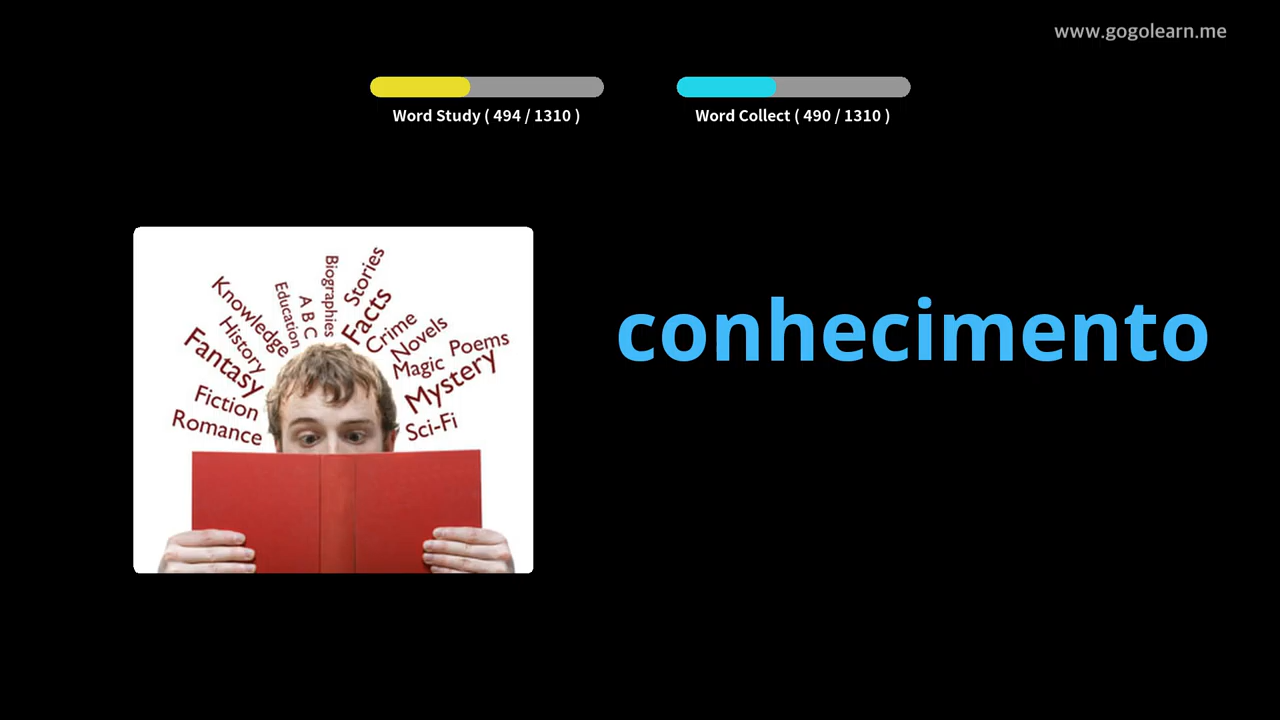 www.gogolearn.me
Word Study ( 494 / 1310 )
Word Collect ( 490 / 1310 )
Knowledge
Education
A B C
Biographies
Stories
Facts
Crime
Novels
Poems
History
Magic
Fantasy
Mystery
Fiction
Sci-Fi
Romance
conhecimento